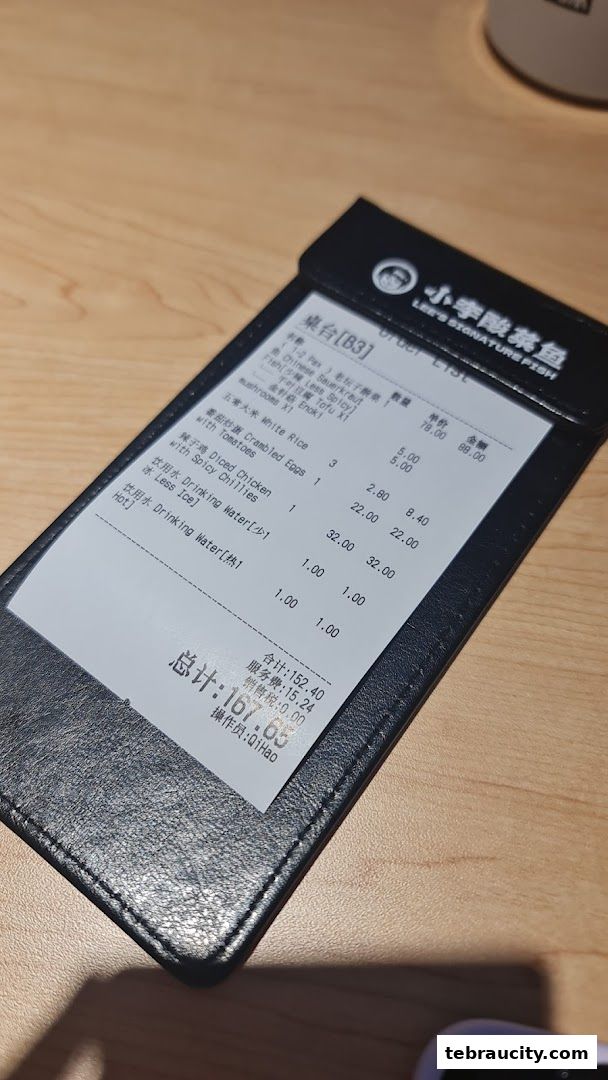 小李酸菜鱼
LEE'S SIGNATURE FISH
Order List
桌台[B3]
名称 数量 单价 金额
(1-2 Pax ) 老坛子酸菜 1 78.00 88.00
鱼 Chinese Sauerkraut
Fish[少辣 Less Spicy]
Tofu X1 5.00
金针菇 Enoki 5.00
mushrooms X1
五常大米 White Rice 3 2.80 8.40
番茄炒蛋 Crambled Eggs 1 22.00 22.00
with Tomatoes
辣子鸡 Diced Chicken 1 32.00 32.00
with Spicy Chillies
饮用水 Drinking Water[少1 1.00 1.00
冰 Less Ice]
饮用水 Drinking Water[热1 1.00 1.00
Hot]
合计:152.40
服务费:15.24
销售税:0.00
总计:167.65
操作员:QiHao
tebraucity.com